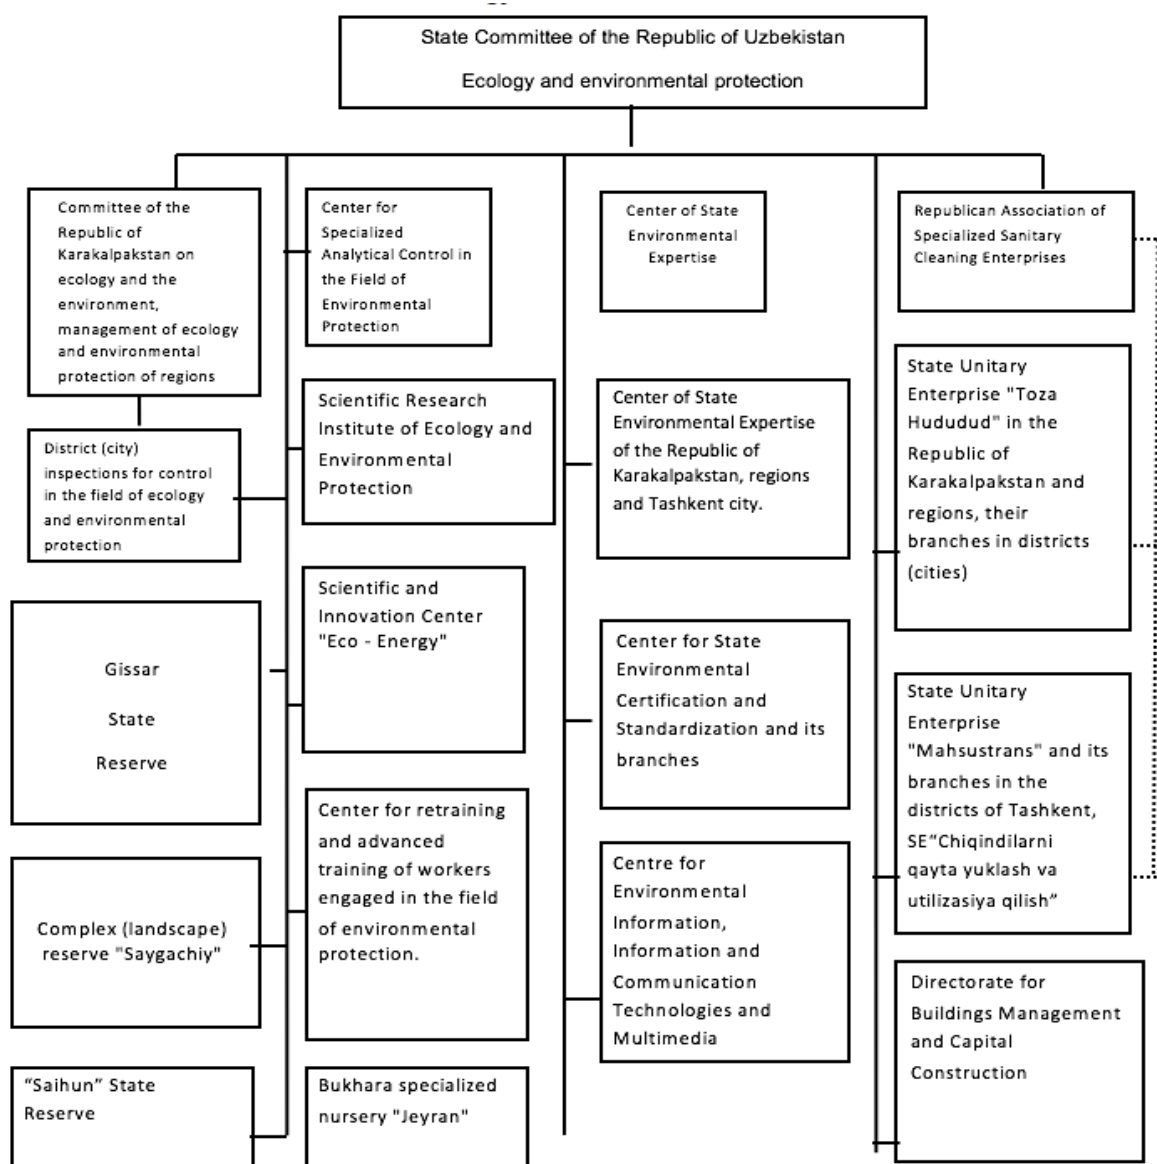 State Committee of the Republic of Uzbekistan
Ecology and environmental protection
Committee of the
Republic of
Karakalpakstan on
ecology and the
environment,
management of ecology
and environmental
protection of regions
Center for
Specialized
Analytical Control in
the Field of
Environmental
Protection
Center of State
Environmental
Expertise
Republican Association of
Specialized Sanitary
Cleaning Enterprises
District (city)
inspections for control
in the field of ecology
and environmental
protection
Scientific Research
Institute of Ecology and
Environmental
Protection
Center of State
Environmental Expertise
of the Republic of
Karakalpakstan, regions
and Tashkent city.
State Unitary
Enterprise "Toza
Hududud" in the
Republic of
Karakalpakstan and
regions, their
branches in districts
(cities)
Gissar
State
Reserve
Scientific and
Innovation Center
"Eco - Energy"
Center for State
Environmental
Certification and
Standardization and its
branches
State Unitary
Enterprise
"Mahsustrans" and its
branches in the
districts of Tashkent,
SE“Chiqindilarni
qayta yuklash va
utilizasiya qilish”
Complex (landscape)
reserve "Saygachiy"
Center for retraining
and advanced
training of workers
engaged in the field
of environmental
protection.
Centre for
Environmental
Information,
Information and
Communication
Technologies and
Multimedia
Directorate for
Buildings Management
and Capital
Construction
“Saihun” State
Reserve
Bukhara specialized
nursery "Jeyran"